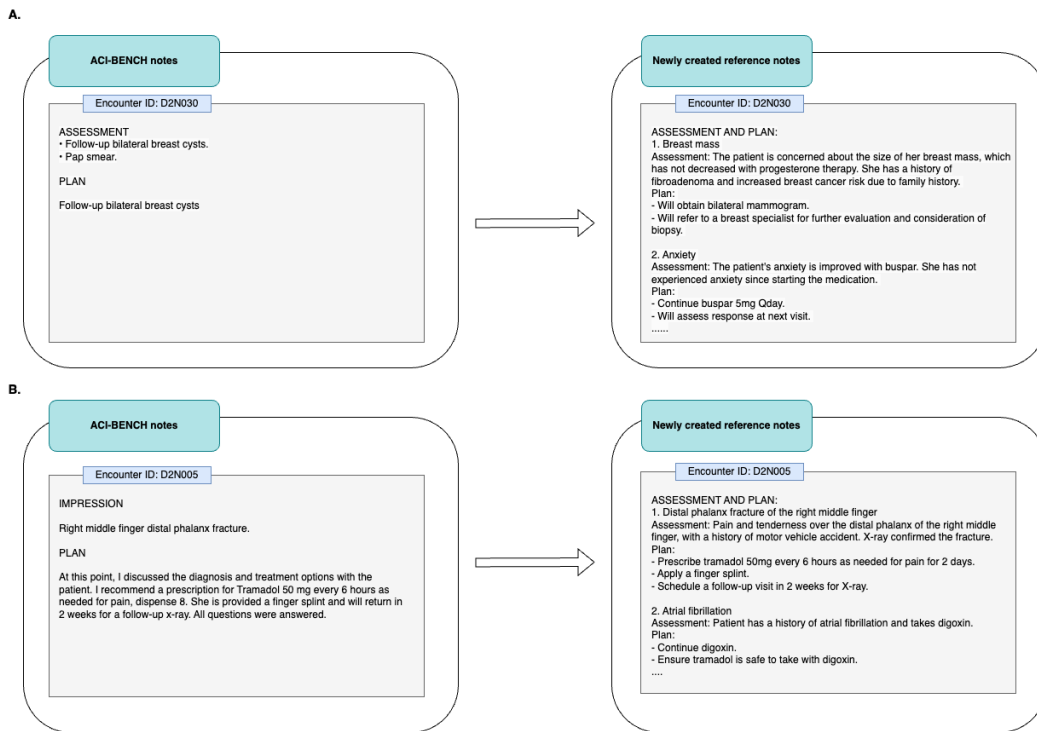 A.
ACI-BENCH notes
Encounter ID: D2N030
ASSESSMENT
• Follow-up bilateral breast cysts.
• Pap smear.
PLAN
Follow-up bilateral breast cysts
Newly created reference notes
Encounter ID: D2N030
ASSESSMENT AND PLAN:
1. Breast mass
Assessment: The patient is concerned about the size of her breast mass, which
has not decreased with progesterone therapy. She has a history of
fibroadenoma and increased breast cancer risk due to family history.
Plan:
- Will obtain bilateral mammogram.
- Will refer to a breast specialist for further evaluation and consideration of
biopsy.
2. Anxiety
Assessment: The patient's anxiety is improved with buspar. She has not
experienced anxiety since starting the medication.
Plan:
- Continue buspar 5mg Qday.
- Will assess response at next visit.
......
B.
ACI-BENCH notes
Encounter ID: D2N005
IMPRESSION
Right middle finger distal phalanx fracture.
PLAN
At this point, I discussed the diagnosis and treatment options with the
patient. I recommend a prescription for Tramadol 50 mg every 6 hours as
needed for pain, dispense 8. She is provided a finger splint and will return in
2 weeks for a follow-up x-ray. All questions were answered.
Newly created reference notes
Encounter ID: D2N005
ASSESSMENT AND PLAN:
1. Distal phalanx fracture of the right middle finger
Assessment: Pain and tenderness over the distal phalanx of the right middle
finger, with a history of motor vehicle accident. X-ray confirmed the fracture.
Plan:
- Prescribe tramadol 50mg every 6 hours as needed for pain for 2 days.
- Apply a finger splint.
- Schedule a follow-up visit in 2 weeks for X-ray.
2. Atrial fibrillation
Assessment: Patient has a history of atrial fibrillation and takes digoxin.
Plan:
- Continue digoxin.
- Ensure tramadol is safe to take with digoxin.
....